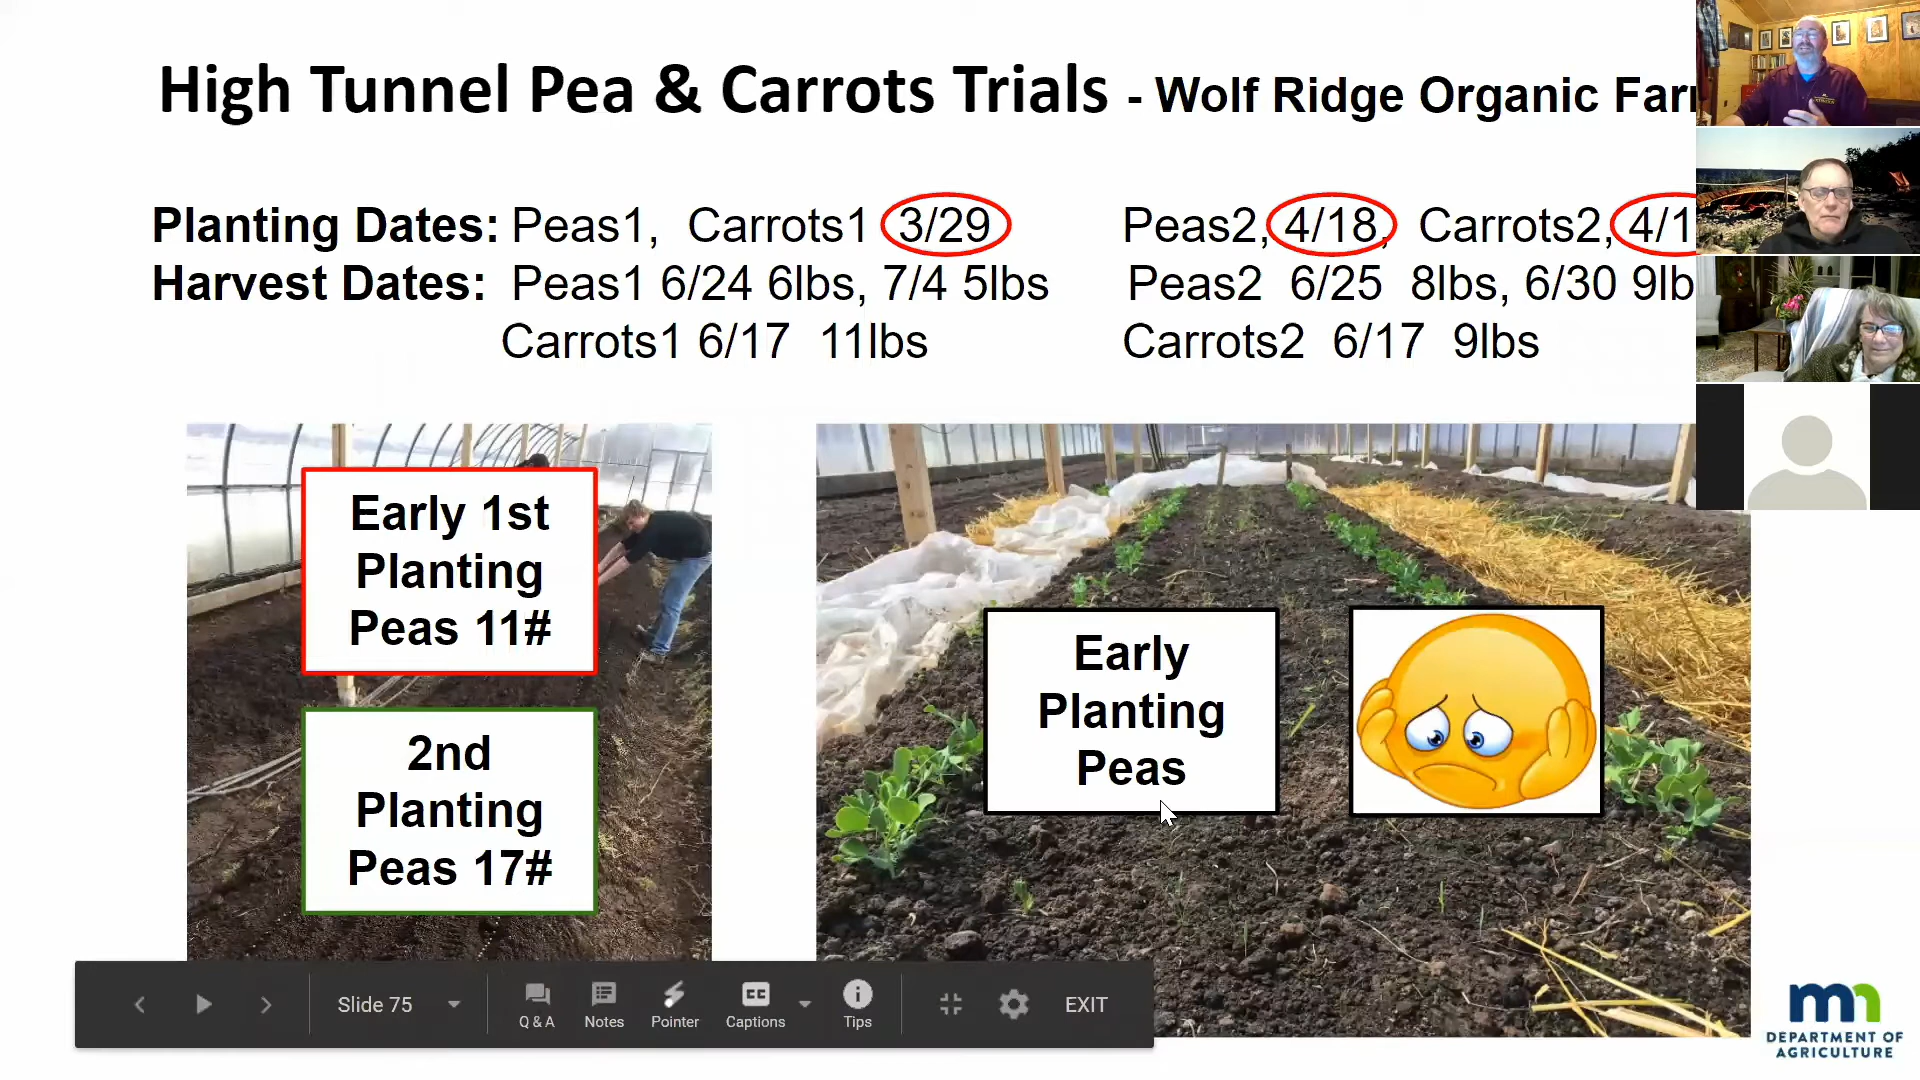 High Tunnel Pea & Carrots Trials - Wolf Ridge Organic
Planting Dates: Peas1, Carrots1 3/29 Peas2, 4/18, Carrots2, 4/1
Harvest Dates: Peas1 6/24 6lbs, 7/4 5lbs Peas2 6/25 8lbs, 6/30 9lb
Carrots1 6/17 11lbs Carrots2 6/17 9lbs
Early 1st
Planting
Peas 11#
2nd
Planting
Peas 17#
Early
Planting
Peas
Slide 75
Q & A Notes Pointer Captions Tips EXIT
CC
mn
DEPARTMENT OF
AGRICULTURE